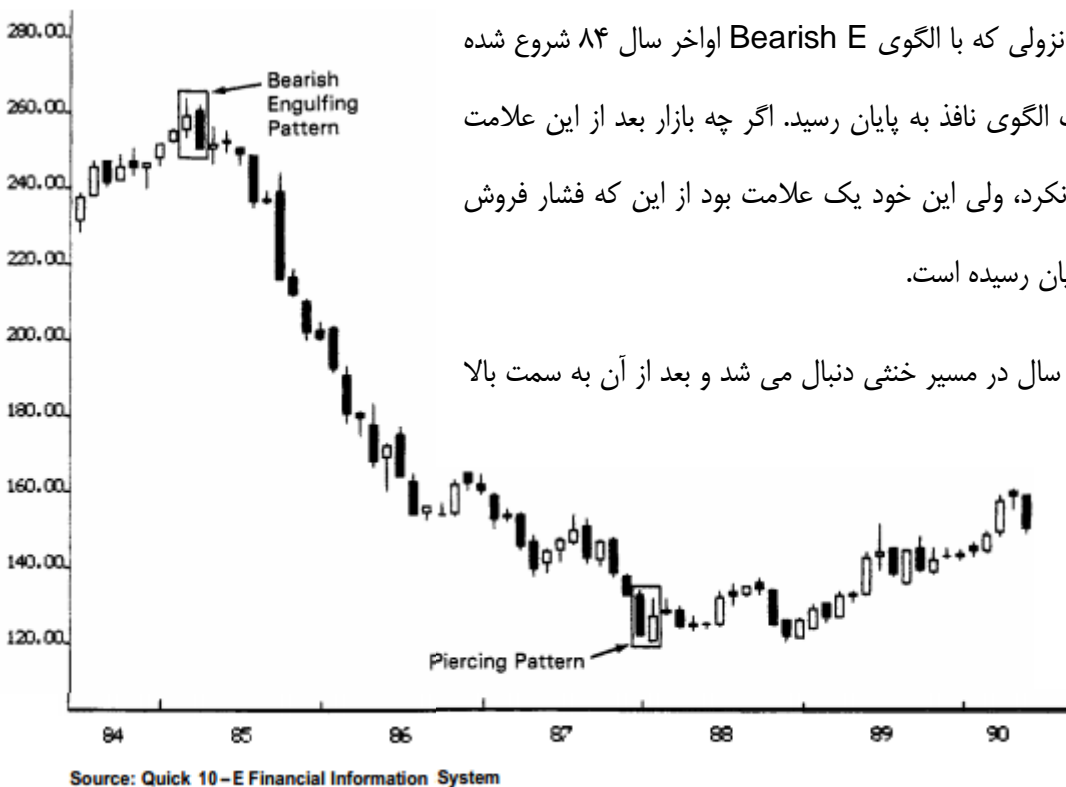 نزولی که با الگوی Bearish E اواخر سال ۸۴ شروع شده
الگوی نافذ به پایان رسید. اگر چه بازار بعد از این علامت
نکرد، ولی این خود یک علامت بود از این که فشار فروش
رسیده است.
سال در مسیر خنثی دنبال می شد و بعد از آن به سمت بالا
280.00
260.00
240.00
220.00
200.00
180.00
160.00
140.00
120.00
Bearish
Engulfing
Pattern
Piercing Pattern
84 85 86 87 88 89 90
Source: Quick 10-E Financial Information System